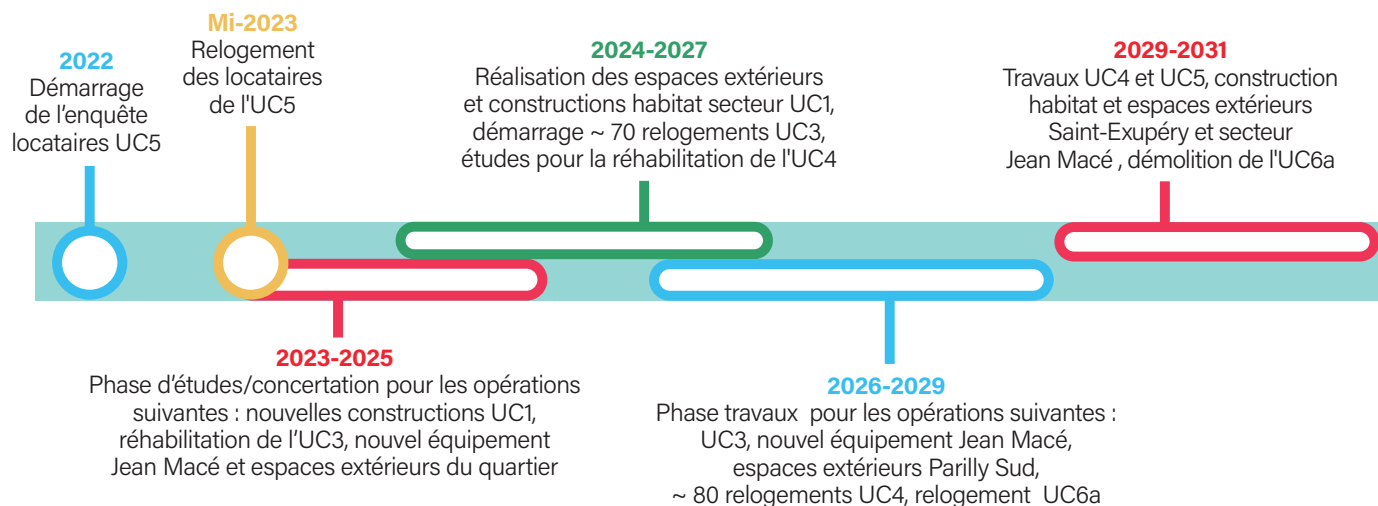 2022
Démarrage
de l'enquête
locataires UC5
Mi-2023
Relogement
des locataires
de l'UC5
2024-2027
Réalisation des espaces extérieurs
et constructions habitat secteur UC1,
démarrage ~ 70 relogements UC3,
études pour la réhabilitation de l'UC4
2029-2031
Travaux UC4 et UC5, construction
habitat et espaces extérieurs
Saint-Exupéry et secteur
Jean Macé , démolition de l'UC6a
2023-2025
Phase d'études/concertation pour les opérations
suivantes : nouvelles constructions UC1,
réhabilitation de l'UC3, nouvel équipement
Jean Macé et espaces extérieurs du quartier
2026-2029
Phase travaux  pour les opérations suivantes :
UC3, nouvel équipement Jean Macé,
espaces extérieurs Parilly Sud,
~ 80 relogements UC4, relogement  UC6a